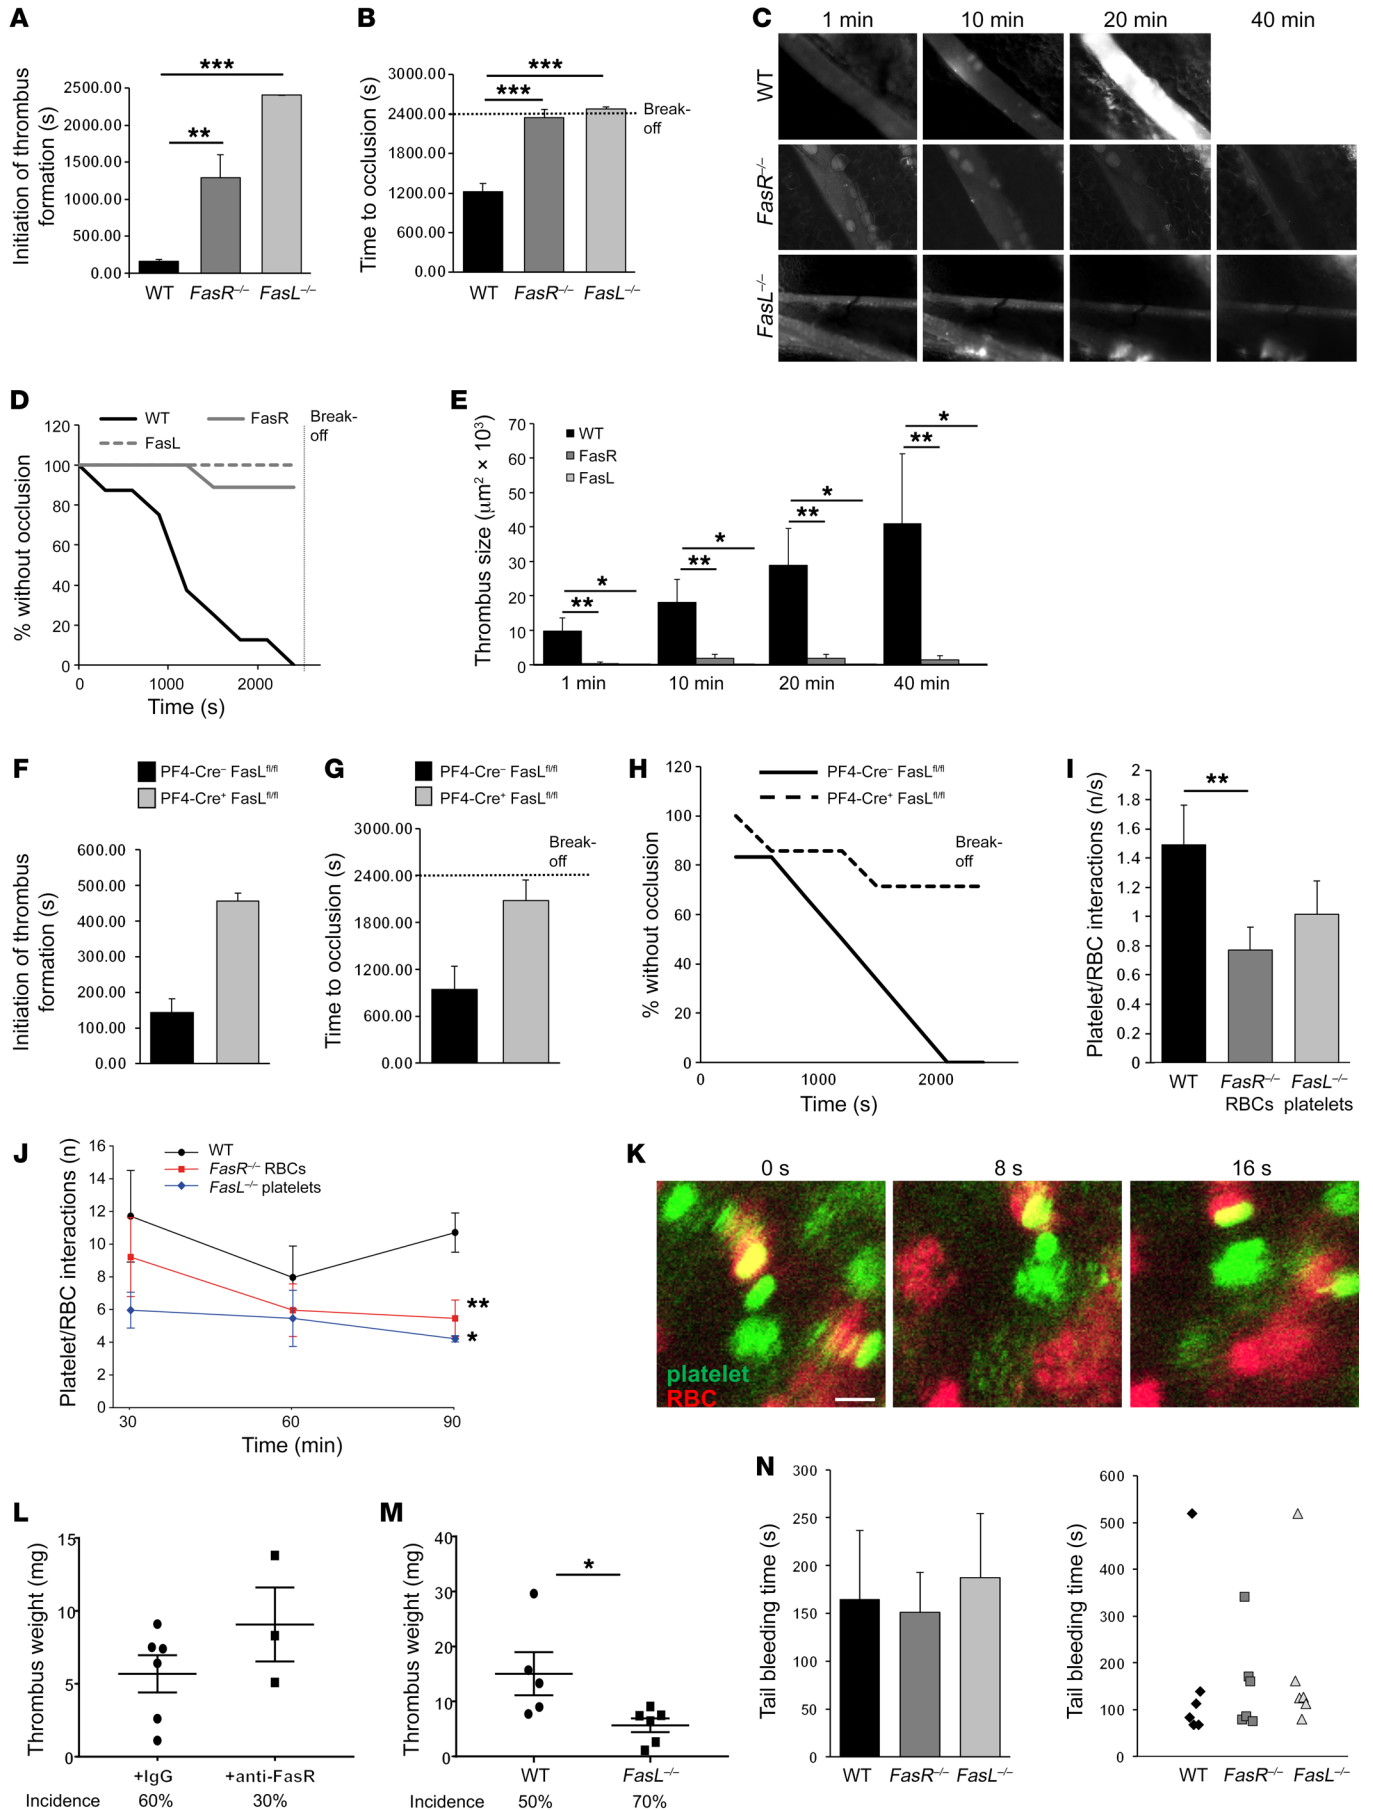 A
Initiation of thrombus
formation (s)
2500.00
2000.00
1500.00
1000.00
500.00
0.00
***
**
WT
FasR–/–
FasL–/–
B
Time to occlusion (s)
3000.00
2400.00
1800.00
1200.00
600.00
0.00
***
***
Break-
off
WT
FasR–/–
FasL–/–
C
1 min
10 min
20 min
40 min
WT
FasR–/–
FasL–/–
D
WT
FasR
FasL
Break-
off
% without occlusion
120
100
80
60
40
20
0
0
1000
2000
Time (s)
E
Thrombus size (μm² × 10³)
70
60
50
40
30
20
10
0
WT
FasR
FasL
*
**
*
**
*
**
*
**
1 min
10 min
20 min
40 min
F
PF4-Cre– FasLfl/fl
PF4-Cre+ FasLfl/fl
Initiation of thrombus
formation (s)
600.00
500.00
400.00
300.00
200.00
100.00
0.00
G
PF4-Cre– FasLfl/fl
PF4-Cre+ FasLfl/fl
Time to occlusion (s)
3000.00
2400.00
1800.00
1200.00
600.00
0.00
Break-
off
H
PF4-Cre– FasLfl/fl
PF4-Cre+ FasLfl/fl
% without occlusion
120
100
80
60
40
20
0
Break-
off
0
1000
2000
Time (s)
I
Platelet/RBC interactions (n/s)
2
1.8
1.6
1.4
1.2
1
0.8
0.6
0.4
0.2
0
**
WT
FasR–/–
RBCs
FasL–/–
platelets
J
Platelet/RBC interactions (n)
16
14
12
10
8
6
4
2
0
WT
FasR–/– RBCs
FasL–/– platelets
**
*
30
60
90
Time (min)
K
0 s
8 s
16 s
platelet
RBC
L
Thrombus weight (mg)
15
10
5
0
+IgG
+anti-FasR
Incidence
60%
30%
M
Thrombus weight (mg)
40
30
20
10
0
*
WT
FasL–/–
Incidence
50%
70%
N
Tail bleeding time (s)
300
250
200
150
100
50
0
WT
FasR–/–
FasL–/–
Tail bleeding time (s)
600
500
400
300
200
100
0
WT
FasR–/–
FasL–/–